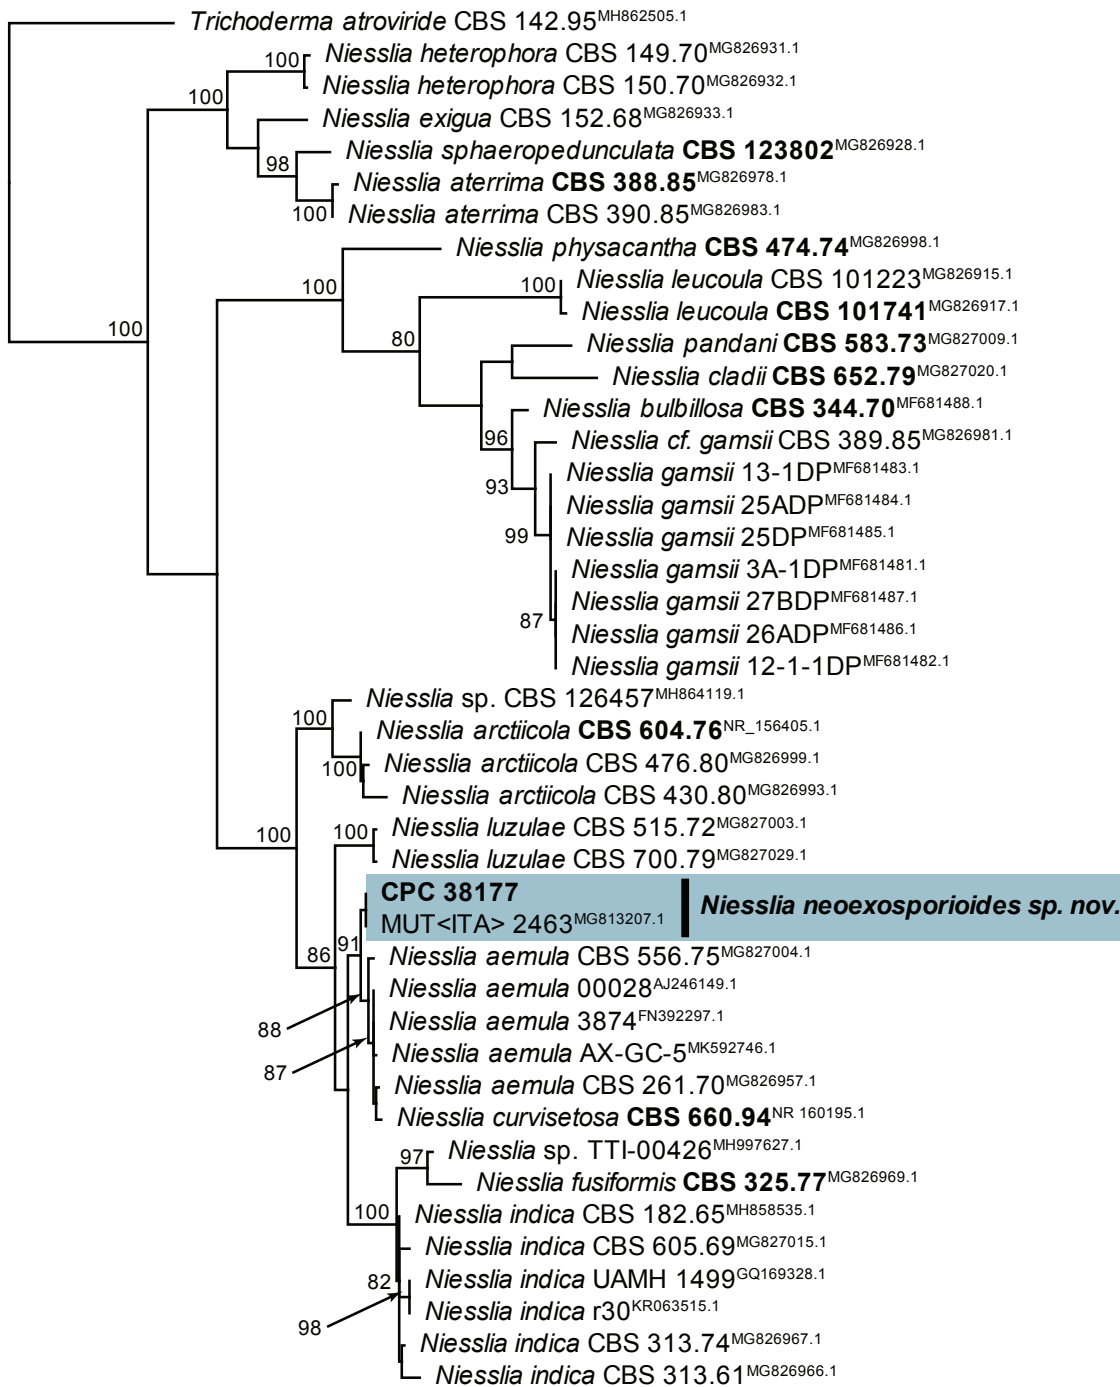 Trichoderma atroviride CBS 142.95MH862505.1
Niesslia heterophora CBS 149.70MG826931.1
100
Niesslia heterophora CBS 150.70MG826932.1
100
Niesslia exigua CBS 152.68MG826933.1
Niesslia sphaeropedunculata CBS 123802MG826928.1
98
Niesslia aterrima CBS 388.85MG826978.1
100
Niesslia aterrima CBS 390.85MG826983.1
Niesslia physacantha CBS 474.74MG826998.1
100
Niesslia leucoula CBS 101223MG826915.1
100
Niesslia leucoula CBS 101741MG826917.1
100
80
Niesslia pandani CBS 583.73MG827009.1
Niesslia cladii CBS 652.79MG827020.1
Niesslia bulbillosa CBS 344.70MF681488.1
96
Niesslia cf. gamsii CBS 389.85MG826981.1
Niesslia gamsii 13-1DPMF681483.1
93
Niesslia gamsii 25ADPMF681484.1
99
Niesslia gamsii 25DPMF681485.1
Niesslia gamsii 3A-1DPMF681481.1
Niesslia gamsii 27BDPMF681487.1
87
Niesslia gamsii 26ADPMF681486.1
Niesslia gamsii 12-1-1DPMF681482.1
Niesslia sp. CBS 126457MH864119.1
100
Niesslia arctiicola CBS 604.76NR_156405.1
100
Niesslia arctiicola CBS 476.80MG826999.1
Niesslia arctiicola CBS 430.80MG826993.1
100
100
Niesslia luzulae CBS 515.72MG827003.1
Niesslia luzulae CBS 700.79MG827029.1
CPC 38177
Niesslia neoexosporioides sp. nov.
MUT<ITA> 2463MG813207.1
91
86
Niesslia aemula CBS 556.75MG827004.1
Niesslia aemula 00028AJ246149.1
88
Niesslia aemula 3874FN392297.1
87
Niesslia aemula AX-GC-5MK592746.1
Niesslia aemula CBS 261.70MG826957.1
Niesslia curvisetosa CBS 660.94NR 160195.1
Niesslia sp. TTI-00426MH997627.1
97
Niesslia fusiformis CBS 325.77MG826969.1
100
Niesslia indica CBS 182.65MH858535.1
Niesslia indica CBS 605.69MG827015.1
82
Niesslia indica UAMH 1499GQ169328.1
98
Niesslia indica r30KR063515.1
Niesslia indica CBS 313.74MG826967.1
Niesslia indica CBS 313.61MG826966.1